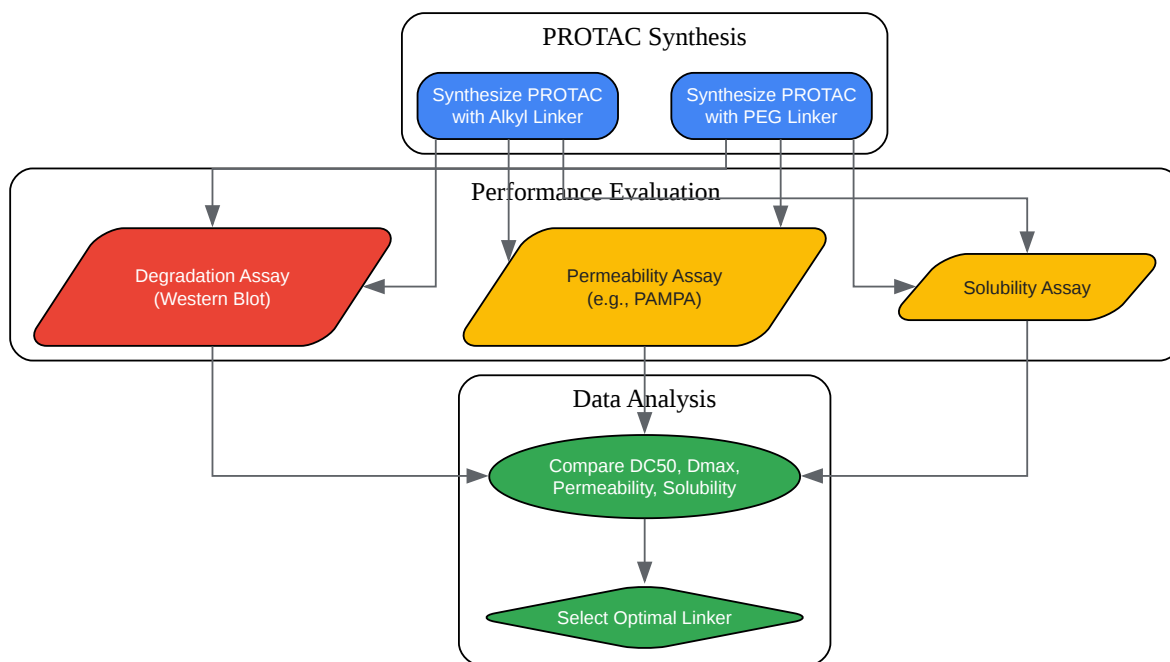 PROTAC Synthesis
Synthesize PROTAC
with Alkyl Linker
Synthesize PROTAC
with PEG Linker
Performance Evaluation
Degradation Assay
(Western Blot)
Permeability Assay
(e.g., PAMPA)
Solubility Assay
Data Analysis
Compare DC50, Dmax,
Permeability, Solubility
Select Optimal Linker